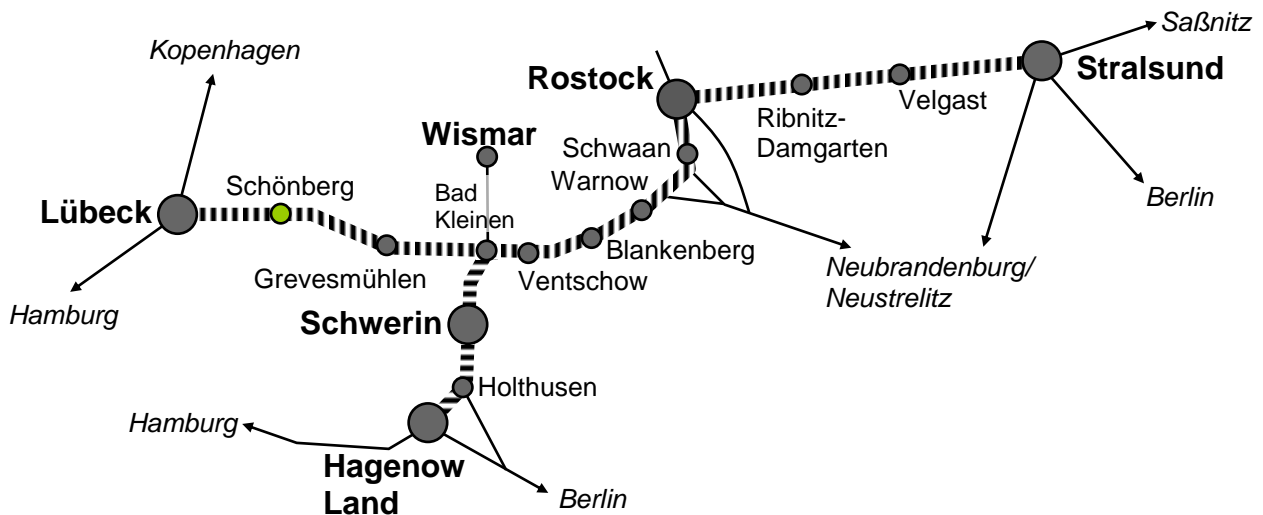 Saßnitz
Kopenhagen
Rostock
Stralsund
Velgast
Ribnitz-
Damgarten
Wismar
Schwaan
Warnow
Schönberg
Bad
Kleinen
Berlin
Lübeck
Blankenberg
Grevesmühlen
Ventschow
Neubrandenburg/
Neustrelitz
Hamburg
Schwerin
Holthusen
Hamburg
Hagenow
Land
Berlin